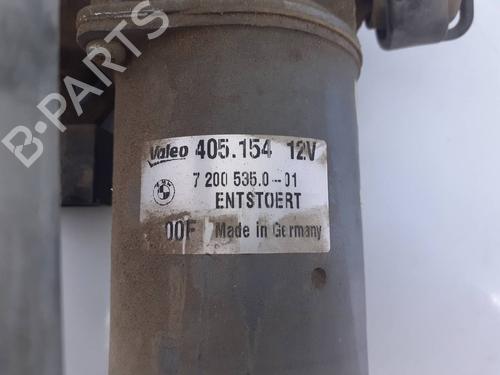 B-PARTS
Valeo 405.154 12V
7 200 535.0-01
ENTSTOERT
00F Made in Germany